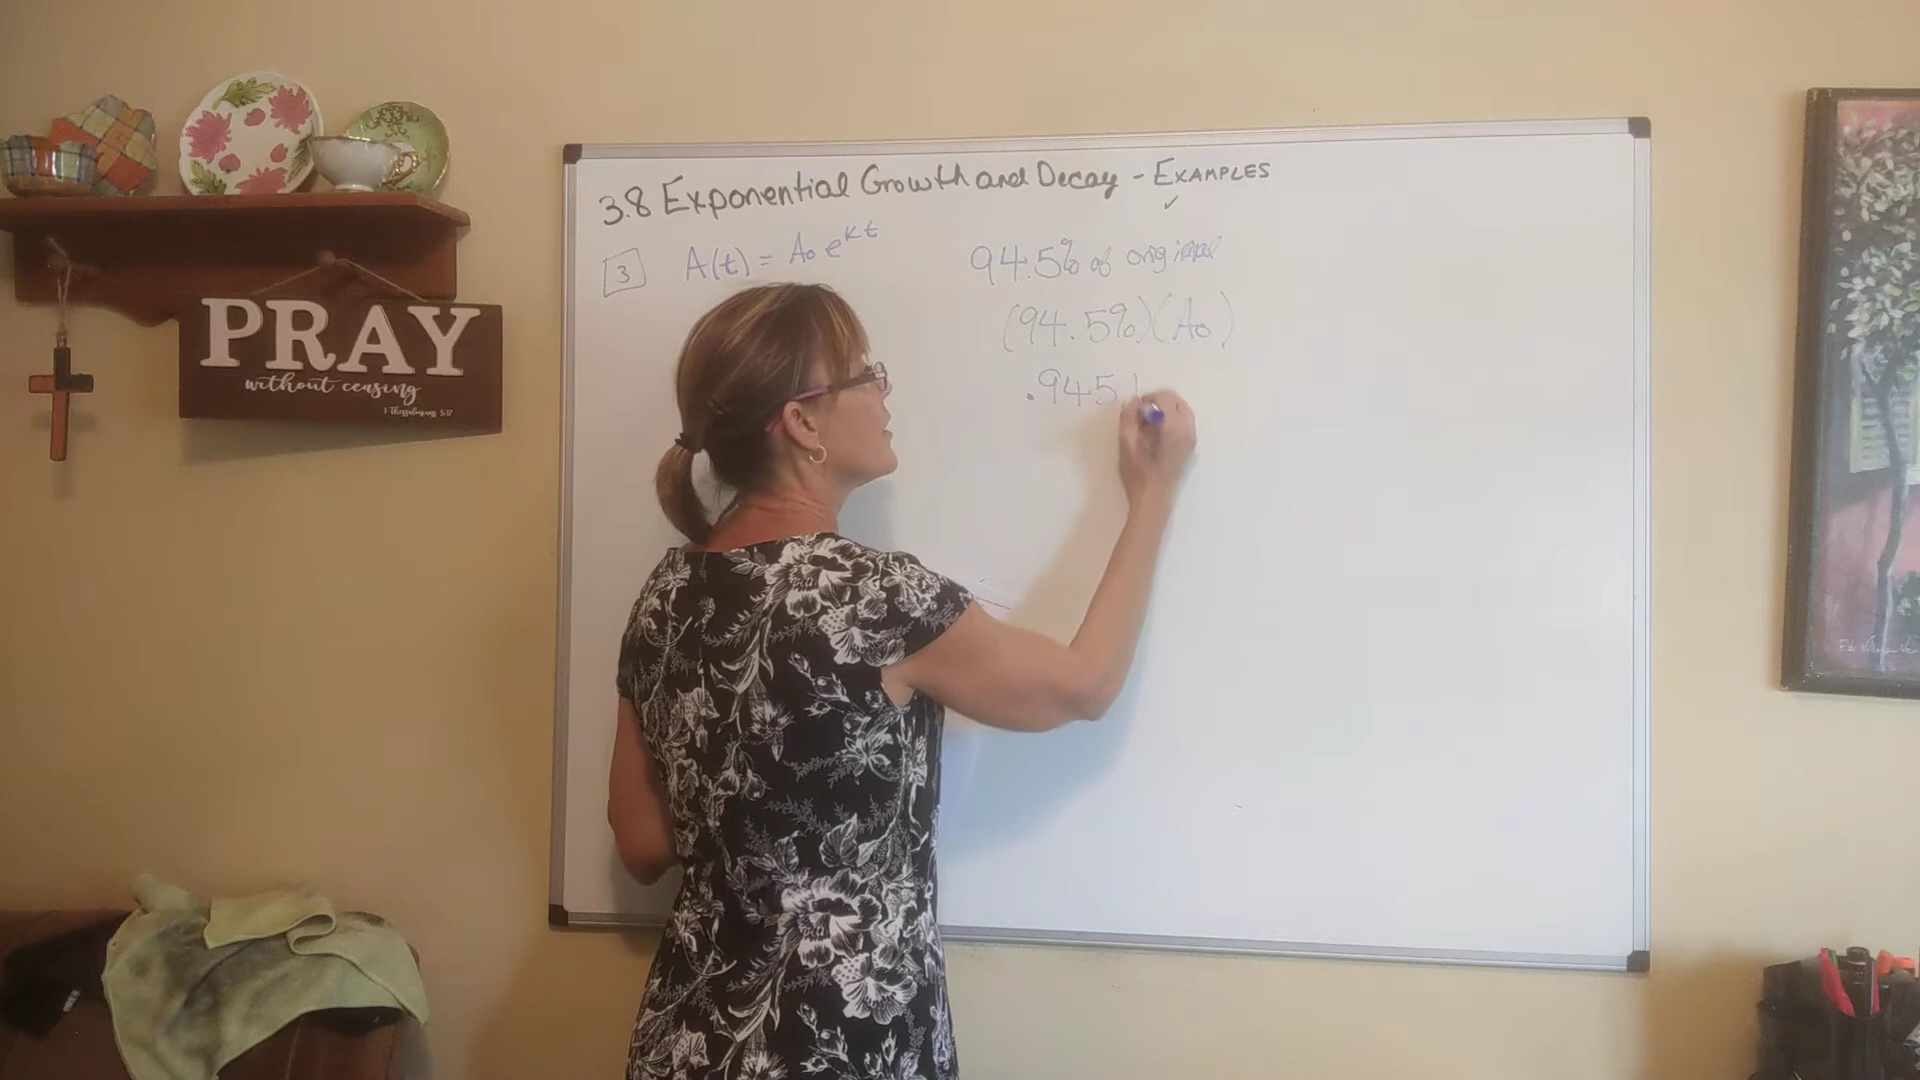 3.8 Exponential Growth and Decay - EXAMPLES
3 A(t) = A₀ e^kt
94.5% of original
(94.5%)(A₀)
.945
PRAY
without ceasing
1 Thessalonians 5:17